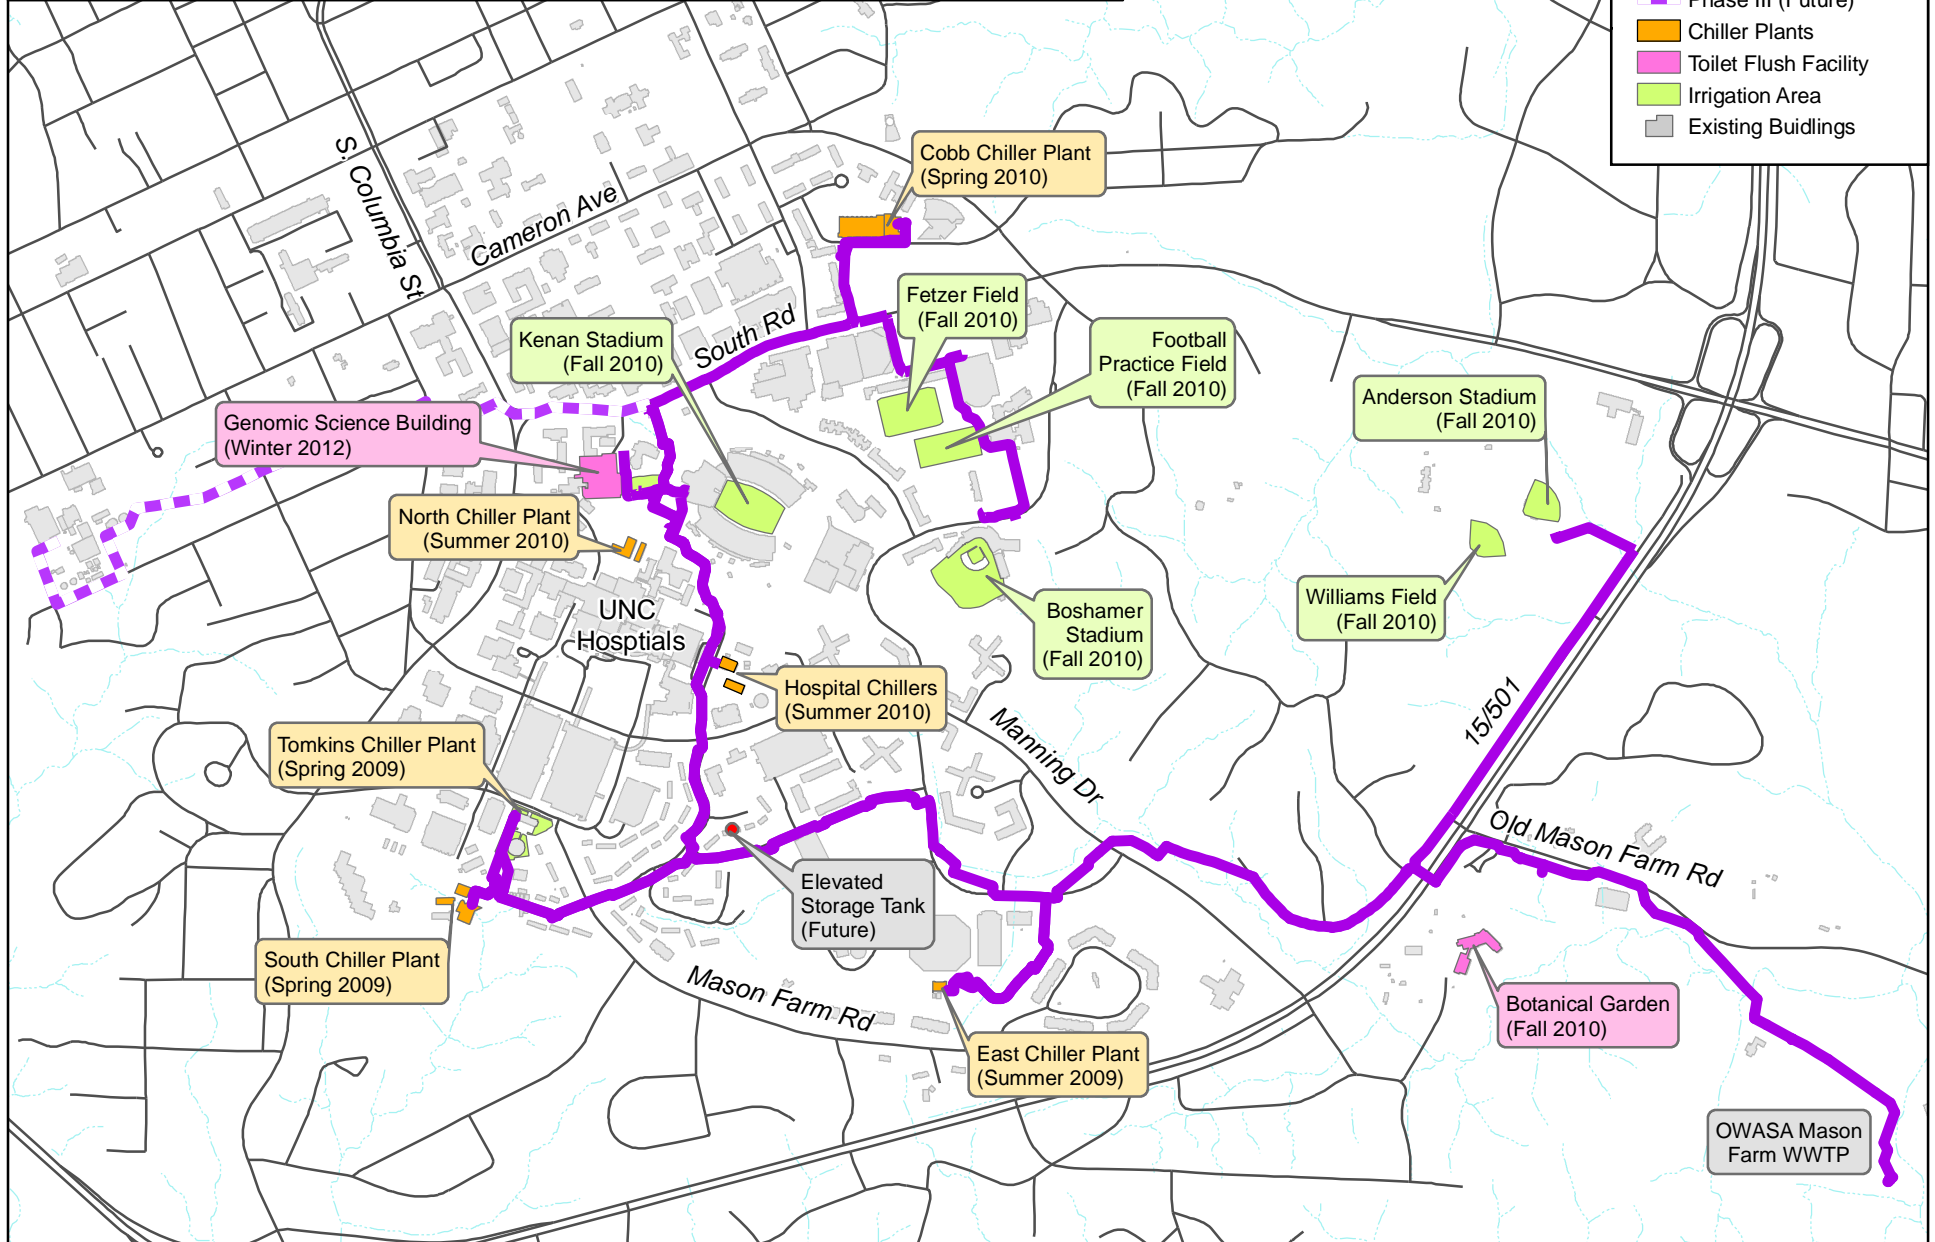 Phase III (Future)
Chiller Plants
Toilet Flush Facility
Irrigation Area
Existing Buidlings
S. Columbia St
Cameron Ave
Cobb Chiller Plant
(Spring 2010)
Fetzer Field
(Fall 2010)
South Rd
Kenan Stadium
(Fall 2010)
Football
Practice Field
(Fall 2010)
Anderson Stadium
(Fall 2010)
Genomic Science Building
(Winter 2012)
North Chiller Plant
(Summer 2010)
UNC
Hosptials
Boshamer
Stadium
(Fall 2010)
Williams Field
(Fall 2010)
Hospital Chillers
(Summer 2010)
15/501
Manning Dr
Tomkins Chiller Plant
(Spring 2009)
Old Mason Farm Rd
Elevated
Storage Tank
(Future)
South Chiller Plant
(Spring 2009)
Mason Farm Rd
Botanical Garden
(Fall 2010)
East Chiller Plant
(Summer 2009)
OWASA Mason
Farm WWTP